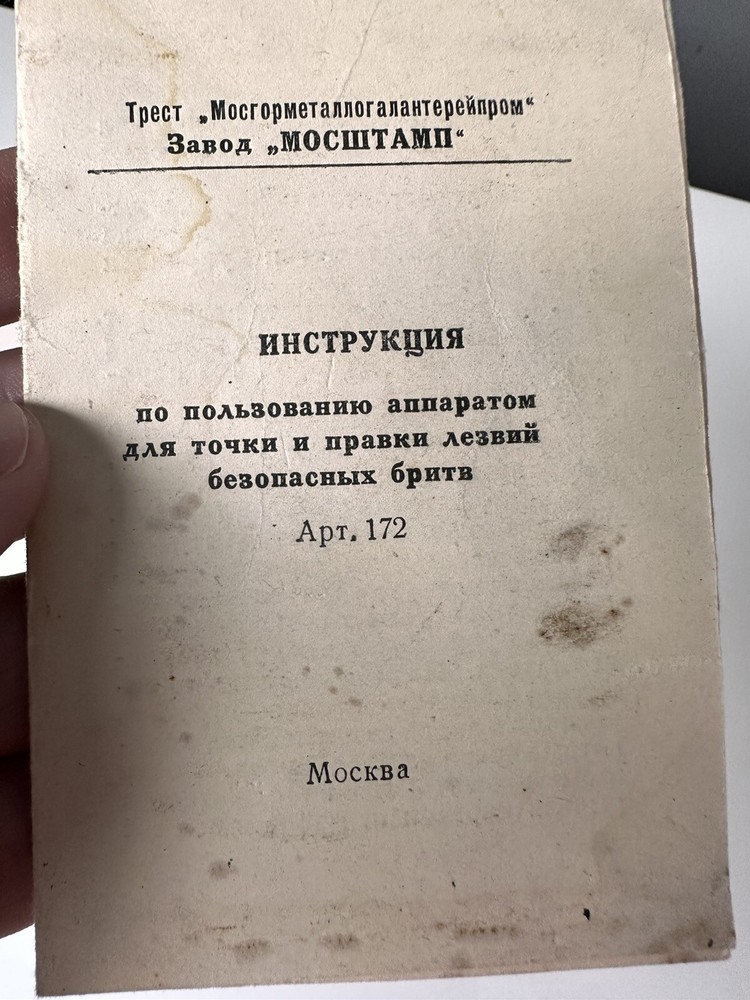 Трест „Мосгорметаллогалантерейпром“
Завод „МОСШТАМП“
ИНСТРУКЦИЯ
по пользованию аппаратом
для точки и правки лезвий
безопасных бритв
Арт. 172
Москва